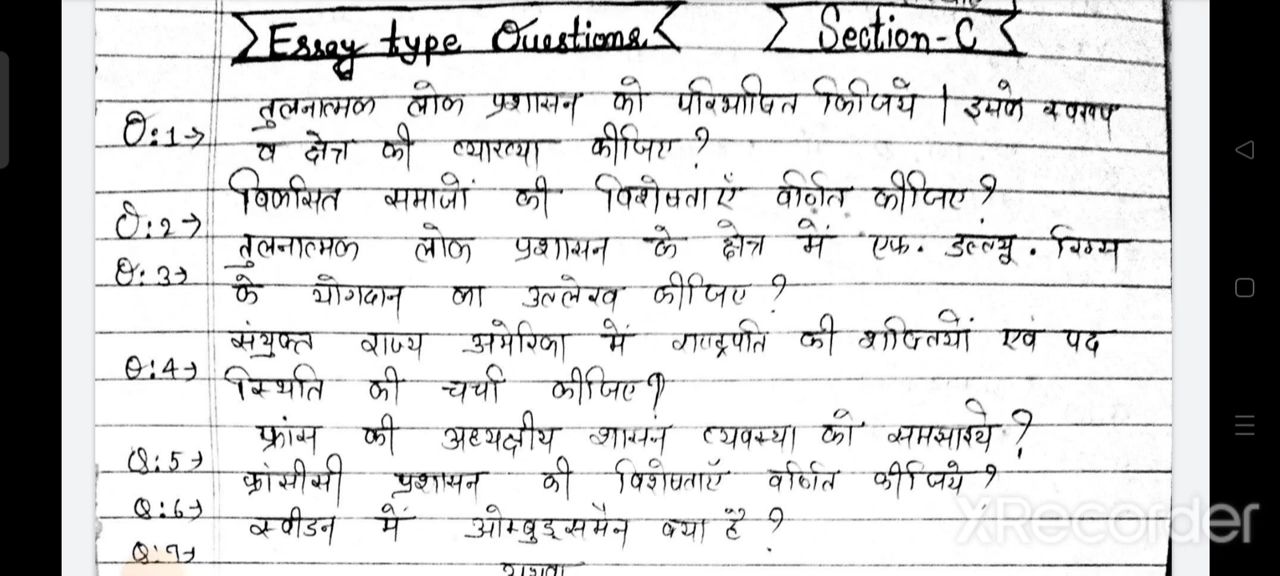 Essay type Questions Section-C
Q:1→ तुलनात्मक लोक प्रशासन को परिभाषित किजिये । इसके स्वरूप
व क्षेत्र की व्याख्या कीजिए ?
Q:2→ विकसित समाजों की विशेषताएँ वर्णित कीजिए ?
Q:3→ तुलनात्मक लोक प्रशासन के क्षेत्र में एफ. डब्ल्यू. रिग्स
के योगदान का उल्लेख कीजिए ?
Q:4→ संयुक्त राज्य अमेरिका में राष्ट्रपति की शक्तियों एवं पद
स्थिति की चर्चा कीजिए ?
Q:5→ फ्रांस की अध्यक्षीय शासन व्यवस्था को समझाइये ?
Q:6→ फ्रांसीसी प्रशासन की विशेषताएँ वर्णित कीजिये ?
Q:7→ स्वीडन में ओम्बुड्समैन क्या है ?
XRecorder